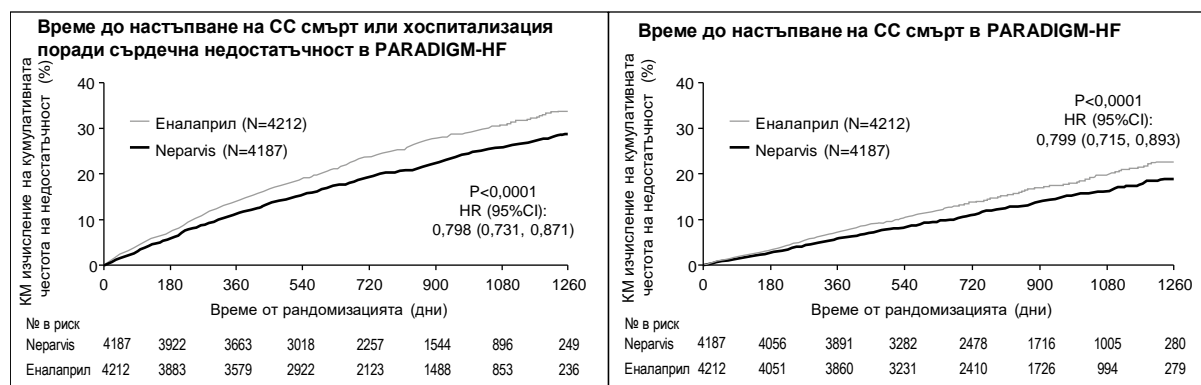 Време до настъпване на СС смърт или хоспитализация
поради сърдечна недостатъчност в PARADIGM-HF
КМ изчисление на кумулативната
честота на недостатъчност (%)
40
30
20
10
0
Еналаприл (N=4212)
Neparvis (N=4187)
P<0,0001
HR (95%CI):
0,798 (0,731, 0,871)
0 180 360 540 720 900 1080 1260
Време от рандомизацията (дни)
№ в риск
Neparvis 4187 3922 3663 3018 2257 1544 896 249
Еналаприл 4212 3883 3579 2922 2123 1488 853 236
Време до настъпване на СС смърт в PARADIGM-HF
КМ изчисление на кумулативната
честота на недостатъчност (%)
40
30
20
10
0
Еналаприл (N=4212)
Neparvis (N=4187)
P<0,0001
HR (95%CI):
0,799 (0,715, 0,893)
0 180 360 540 720 900 1080 1260
Време от рандомизацията (дни)
№ в риск
Neparvis 4187 4056 3891 3282 2478 1716 1005 280
Еналаприл 4212 4051 3860 3231 2410 1726 994 279